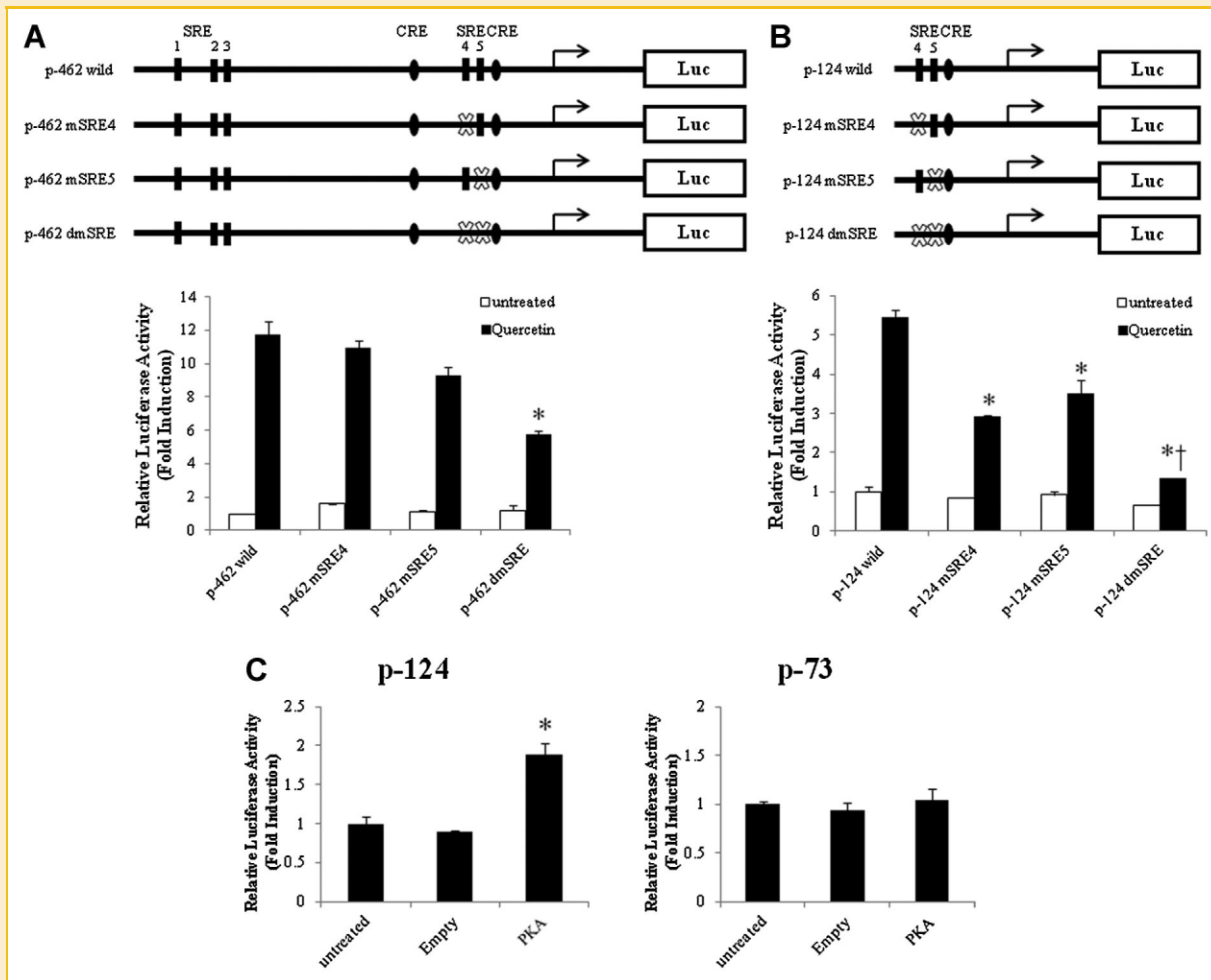 A
SRE CRE SRE CRE
1 2 3 4 5
p-462 wild Luc
p-462 mSRE4 Luc
p-462 mSRE5 Luc
p-462 dmSRE Luc
Relative Luciferase Activity
(Fold Induction)
14
12
10
8
6
4
2
0
untreated
Quercetin
*
p-462 wild
p-462 mSRE4
p-462 mSRE5
p-462 dmSRE
B
SRE CRE
4 5
p-124 wild Luc
p-124 mSRE4 Luc
p-124 mSRE5 Luc
p-124 dmSRE Luc
Relative Luciferase Activity
(Fold Induction)
6
5
4
3
2
1
0
untreated
Quercetin
*
*
*†
p-124 wild
p-124 mSRE4
p-124 mSRE5
p-124 dmSRE
C
p-124
Relative Luciferase Activity
(Fold Induction)
2.5
2
1.5
1
0.5
0
*
untreated
Empty
PKA
p-73
Relative Luciferase Activity
(Fold Induction)
2
1.5
1
0.5
0
untreated
Empty
PKA